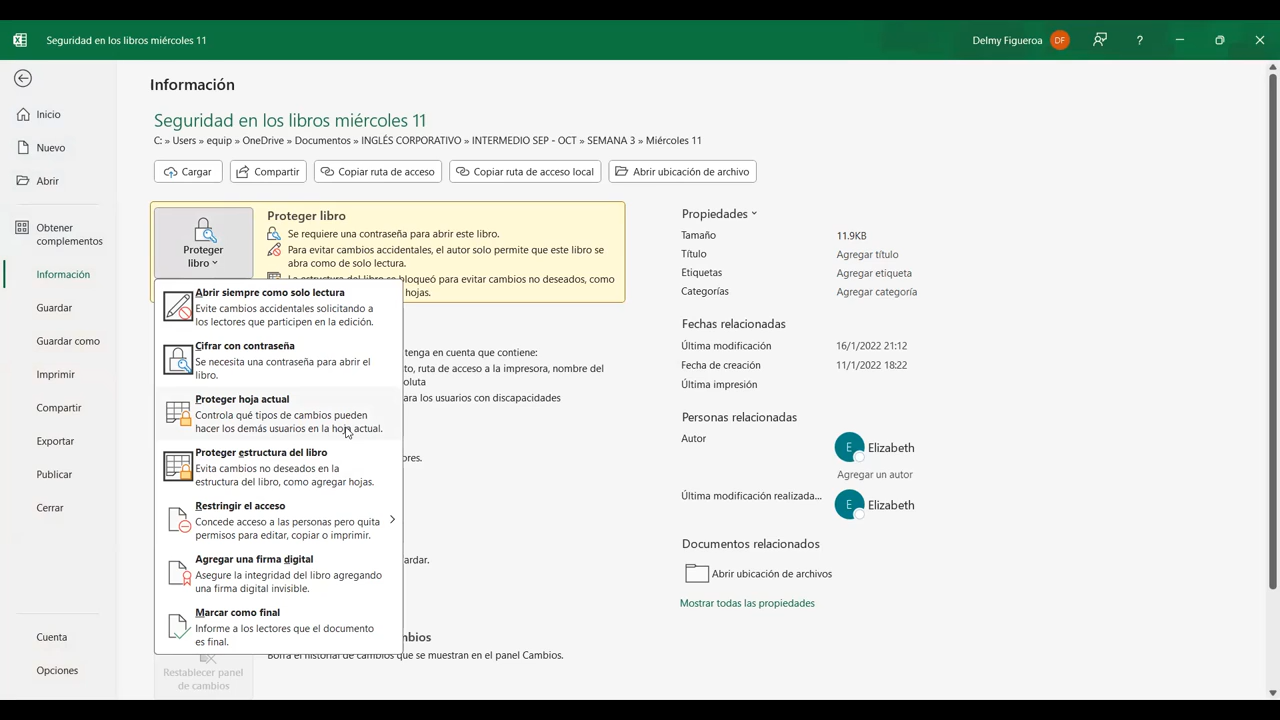 Seguridad en los libros miércoles 11
Delmy Figueroa
DF
?
Inicio
Nuevo
Abrir
Obtener
complementos
Información
Guardar
Guardar como
Imprimir
Compartir
Exportar
Publicar
Cerrar
Cuenta
Opciones
Información
Seguridad en los libros miércoles 11
C: » Users » equip » OneDrive » Documentos » INGLÉS CORPORATIVO » INTERMEDIO SEP - OCT » SEMANA 3 » Miércoles 11
Cargar
Compartir
Copiar ruta de acceso
Copiar ruta de acceso local
Abrir ubicación de archivo
Proteger
libro
Proteger libro
Se requiere una contraseña para abrir este libro.
Para evitar cambios accidentales, el autor solo permite que este libro se
abra como de solo lectura.
La estructura del libro se bloqueó para evitar cambios no deseados, como
hojas.
Abrir siempre como solo lectura
Evite cambios accidentales solicitando a
los lectores que participen en la edición.
Cifrar con contraseña
Se necesita una contraseña para abrir el
libro.
Proteger hoja actual
Controla qué tipos de cambios pueden
hacer los demás usuarios en la hoja actual.
Proteger estructura del libro
Evita cambios no deseados en la
estructura del libro, como agregar hojas.
Restringir el acceso
Concede acceso a las personas pero quita
permisos para editar, copiar o imprimir.
Agregar una firma digital
Asegure la integridad del libro agregando
una firma digital invisible.
Marcar como final
Informe a los lectores que el documento
es final.
tenga en cuenta que contiene:
to, ruta de acceso a la impresora, nombre del
oluta
ara los usuarios con discapacidades
ores.
ardar.
mbios
Borra el historial de cambios que se muestran en el panel Cambios.
Restablecer panel
de cambios
Propiedades
Tamaño 11.9KB
Título Agregar título
Etiquetas Agregar etiqueta
Categorías Agregar categoría
Fechas relacionadas
Última modificación 16/1/2022 21:12
Fecha de creación 11/1/2022 18:22
Última impresión
Personas relacionadas
Autor
E Elizabeth
Agregar un autor
Última modificación realizada...
E Elizabeth
Documentos relacionados
Abrir ubicación de archivos
Mostrar todas las propiedades